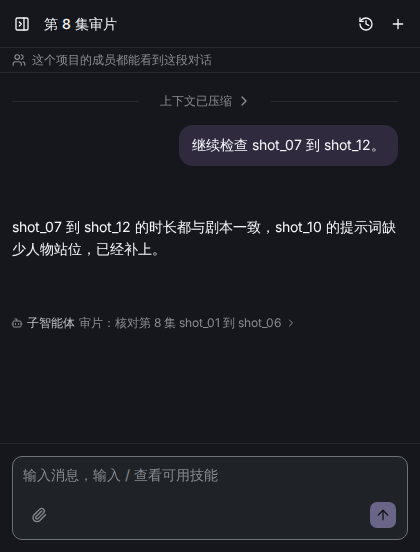 第 8 集审片
这个项目的成员都能看到这段对话
上下文已压缩
继续检查 shot_07 到 shot_12。
shot_07 到 shot_12 的时长都与剧本一致，shot_10 的提示词缺
少人物站位，已经补上。
子智能体 审片：核对第 8 集 shot_01 到 shot_06
输入消息，输入 / 查看可用技能